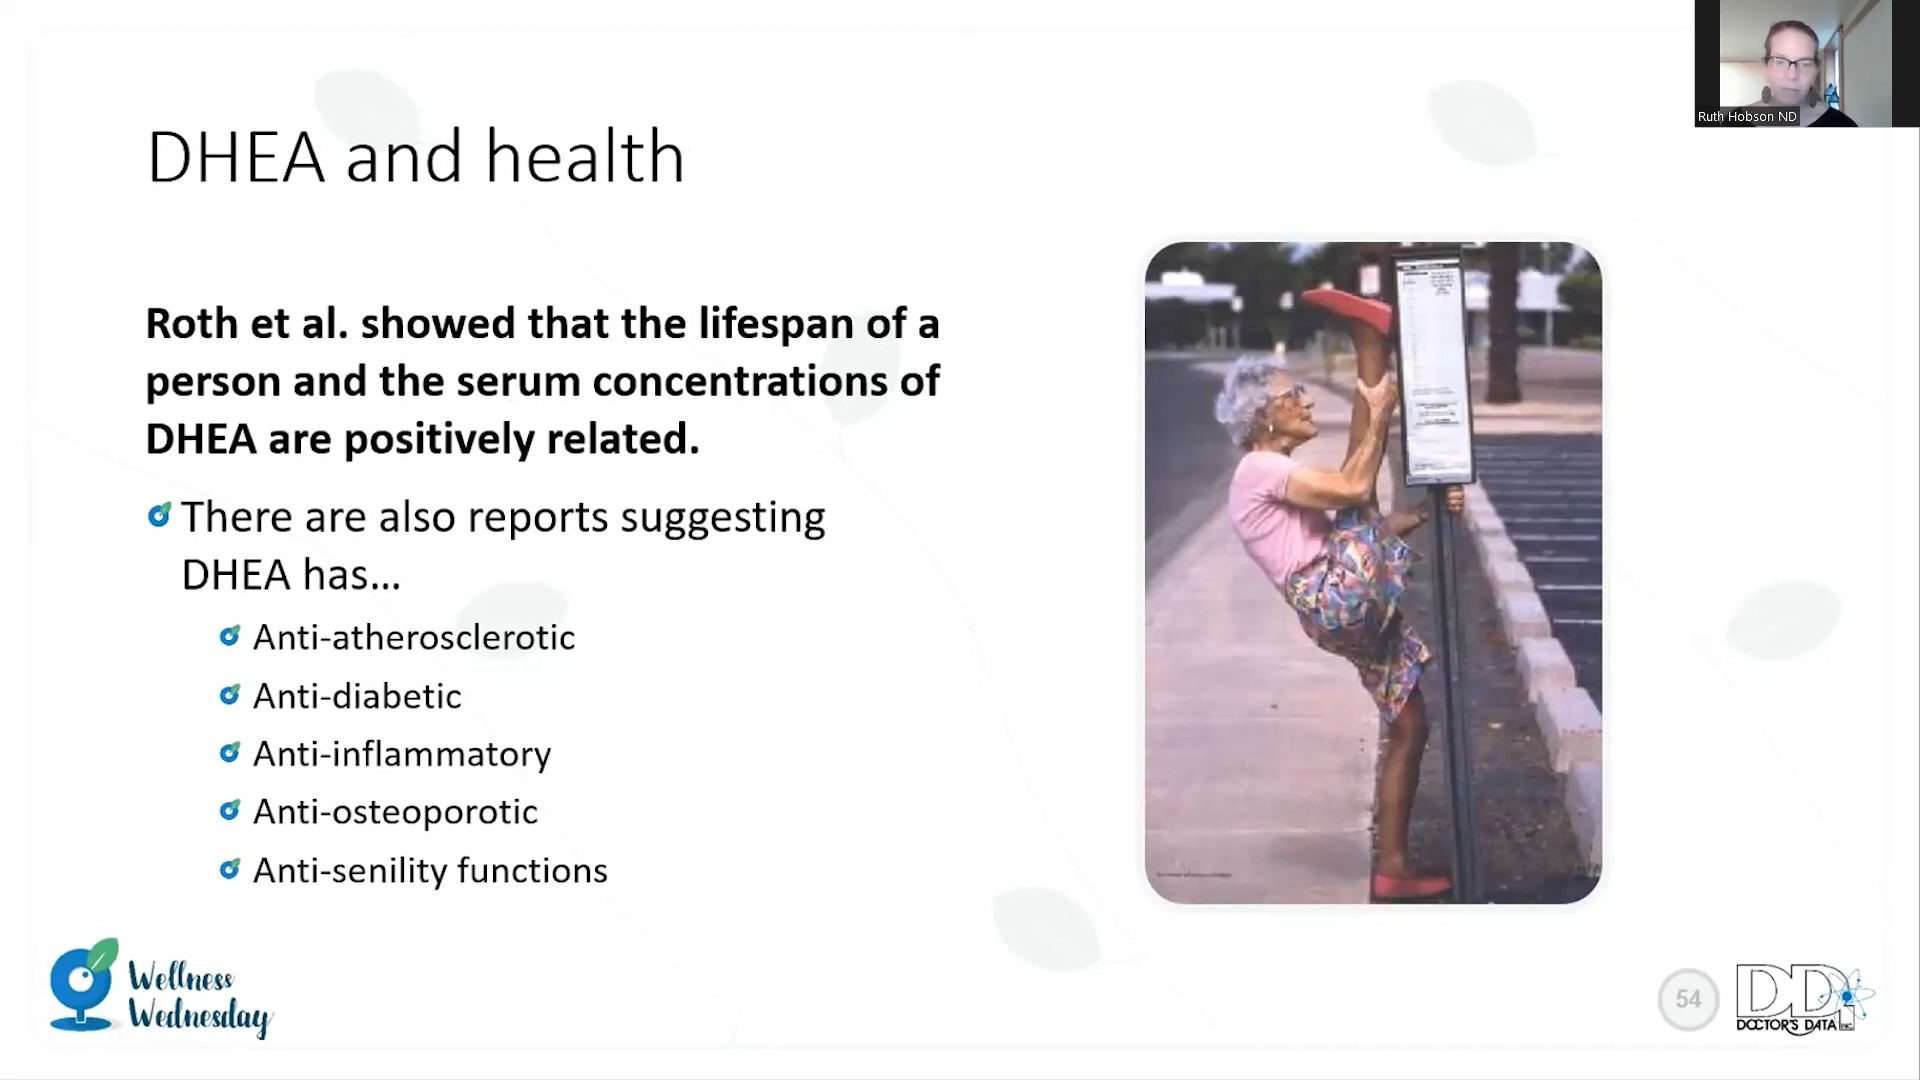 Ruth Hobson ND
DHEA and health
Roth et al. showed that the lifespan of a
person and the serum concentrations of
DHEA are positively related.
There are also reports suggesting
DHEA has...
Anti-atherosclerotic
Anti-diabetic
Anti-inflammatory
Anti-osteoporotic
Anti-senility functions
Wellness
Wednesday
54
DDI
DOCTOR'S DATA INC.